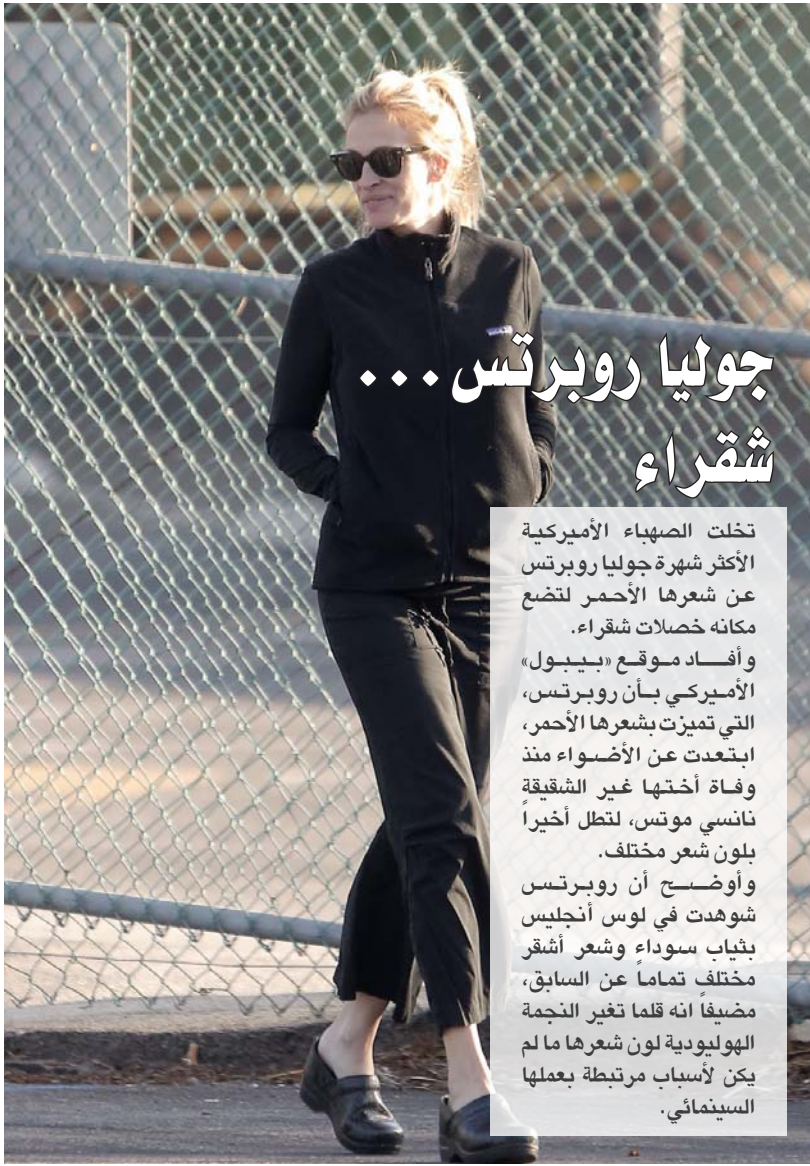 جوليا روبرتس...
شقراء
تخلت الصهباء الأميركية
الأكثر شهرة جوليا روبرتس
عن شعرها الأحمر لتضع
مكانه خصلات شقراء.
وأفاد موقع «بيبول»
الأميركي بأن روبرتس،
التي تميزت بشعرها الأحمر،
ابتعدت عن الأضواء منذ
وفاة أختها غير الشقيقة
نانسي موتس، لتطل أخيراً
بلون شعر مختلف.
وأوضح أن روبرتس
شوهدت في لوس أنجليس
بثياب سوداء وشعر أشقر
مختلف تماماً عن السابق،
مضيفاً انه قلما تغير النجمة
الهوليودية لون شعرها ما لم
يكن لأسباب مرتبطة بعملها
السينمائي.